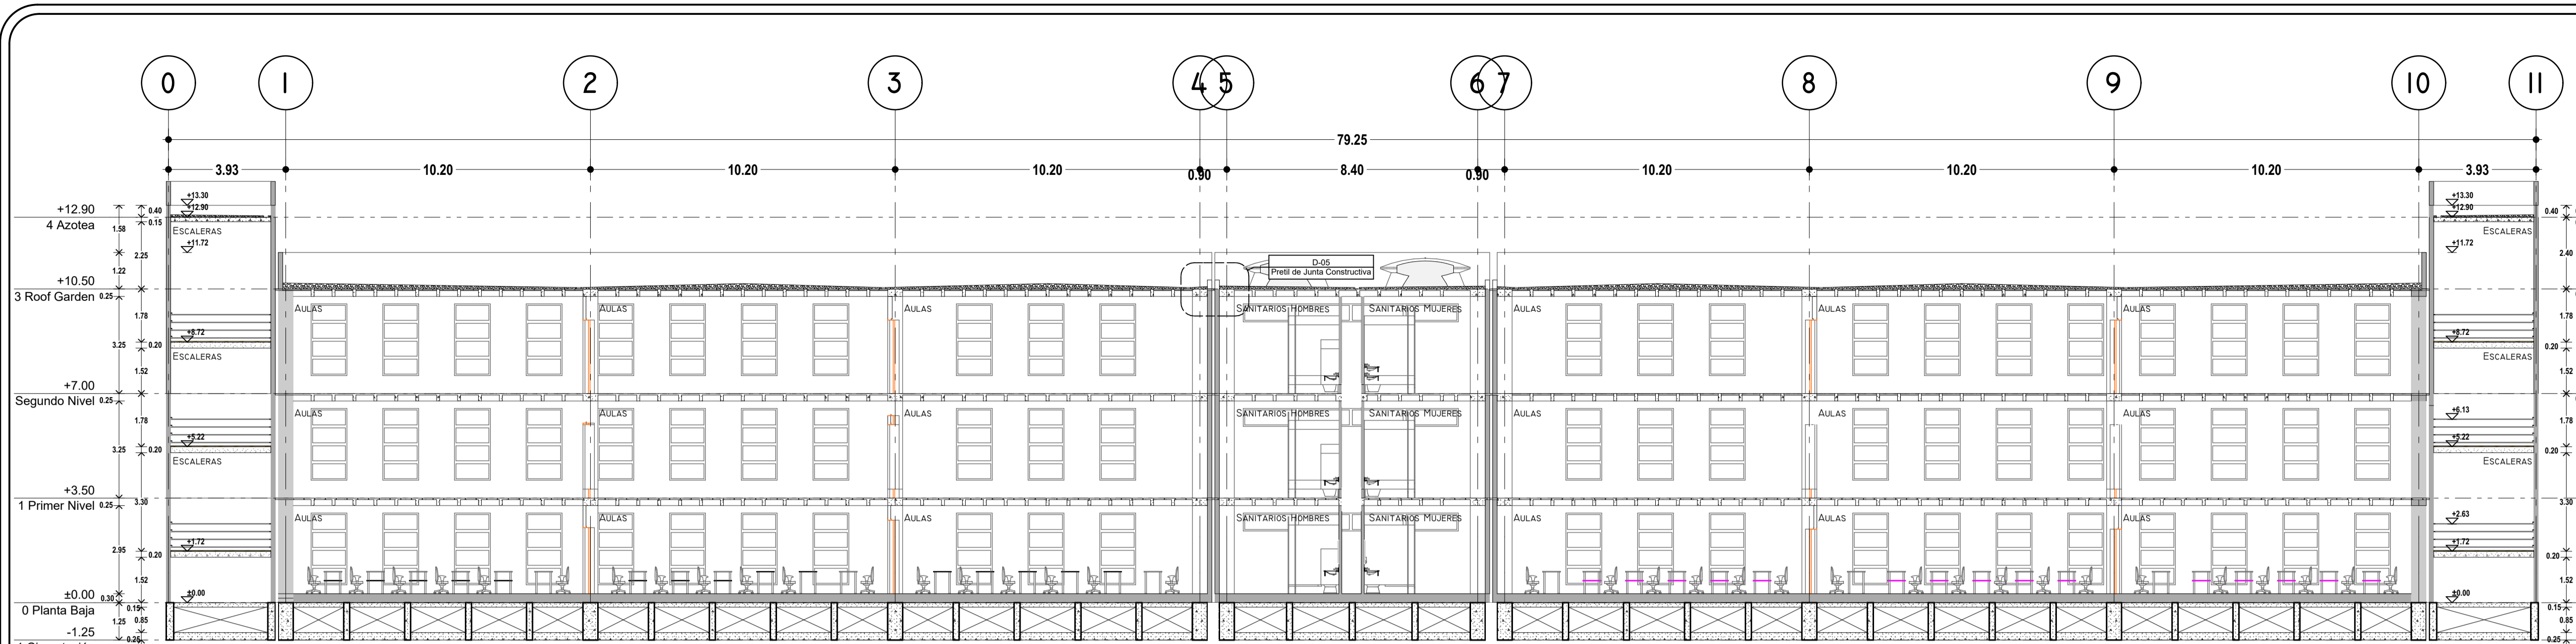 0 1 2 3 4 5 6 7 8 9 10 11
79.25
3.93 10.20 10.20 10.20 0.90 8.40 0.90 10.20 10.20 10.20 3.93
+13.30 +13.30
+12.90 0.40 +12.90 +12.90 0.40
4 Azotea 1.58 0.15 ESCALERAS ESCALERAS
+11.72 +11.72
2.25 2.40
D-05
1.22 Pretil de Junta Constructiva
+10.50
3 Roof Garden 0.25
AULAS AULAS AULAS SANITARIOS HOMBRES SANITARIOS MUJERES AULAS AULAS AULAS
1.78 1.78
+8.72 +8.72
3.25 0.20 0.20
ESCALERAS ESCALERAS
1.52 1.52
+7.00
Segundo Nivel 0.25
AULAS AULAS AULAS SANITARIOS HOMBRES SANITARIOS MUJERES AULAS AULAS AULAS
+6.13
1.78 1.78
+5.22 +5.22
3.25 0.20 0.20
ESCALERAS ESCALERAS
+3.50
1 Primer Nivel 0.25 3.30 3.30
AULAS AULAS AULAS SANITARIOS HOMBRES SANITARIOS MUJERES AULAS AULAS AULAS
+2.63
+1.72 +1.72
2.95 0.20 0.20
1.52 1.52
±0.00 0.30 ±0.00 ±0.00
0 Planta Baja 0.15 0.15
1.25 0.85
-1.25
0.25